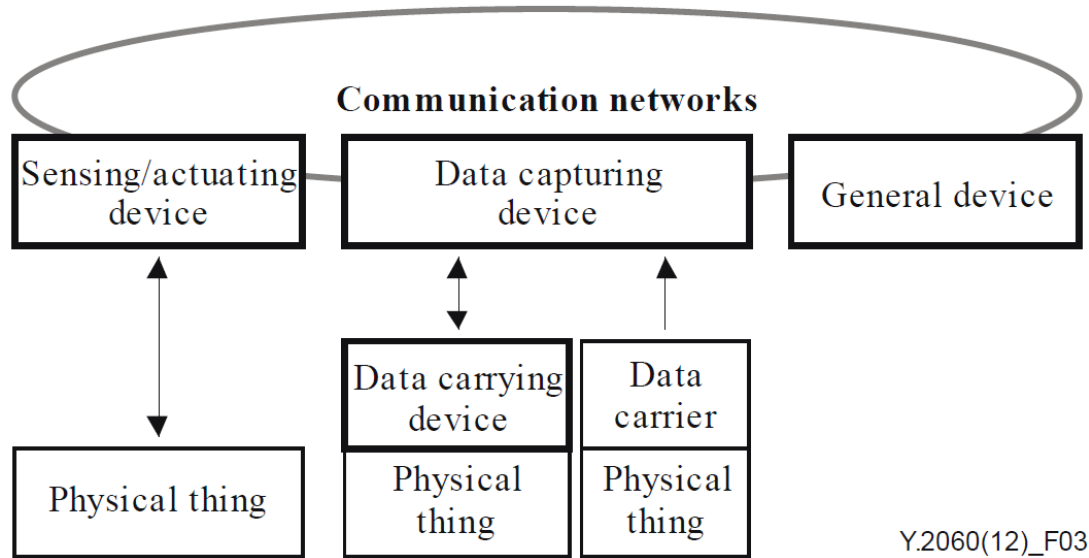 Communication networks
Sensing/actuating
device
Data capturing
device
General device
Data carrying
device
Data
carrier
Physical thing
Physical
thing
Physical
thing
Y.2060(12)_F03